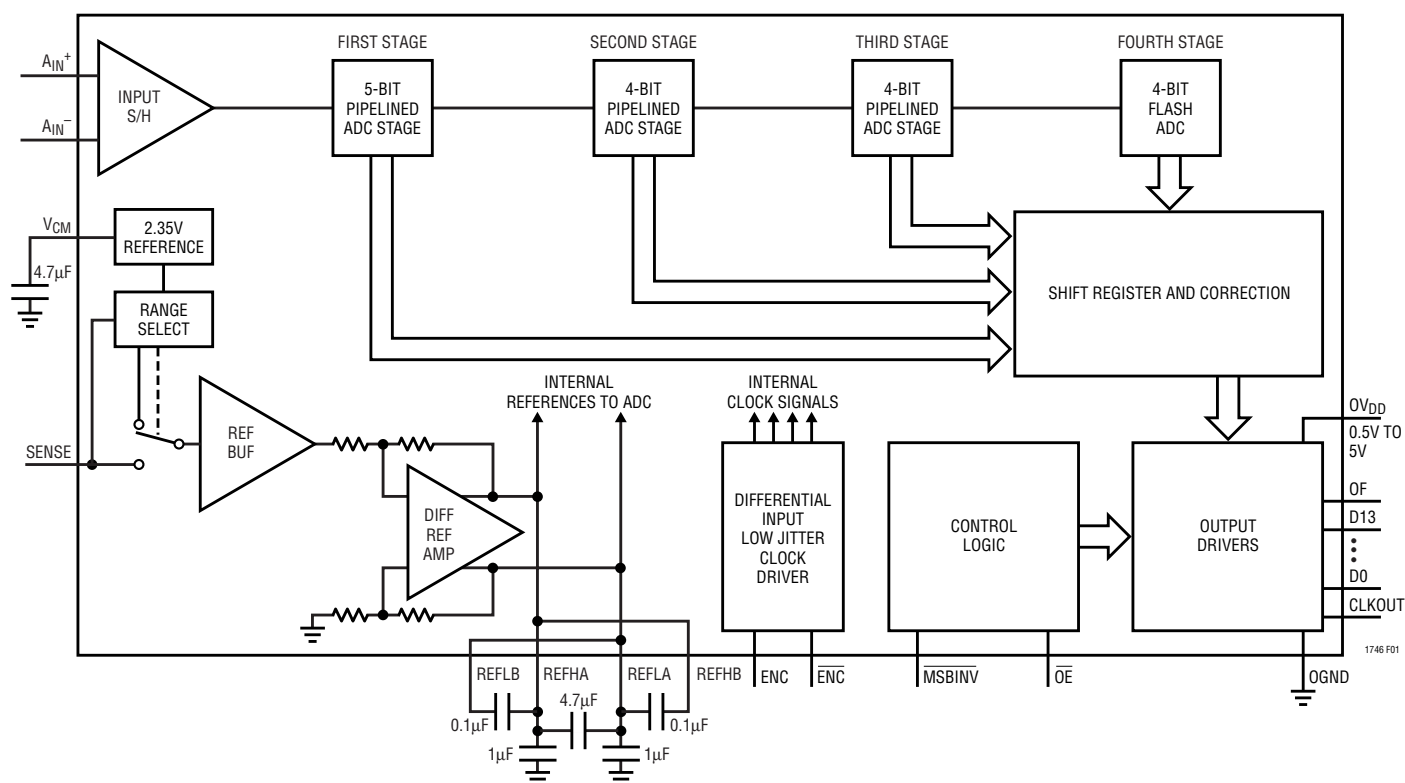 FIRST STAGE
SECOND STAGE
THIRD STAGE
FOURTH STAGE
AIN+
AIN−
INPUT
S/H
5-BIT
PIPELINED
ADC STAGE
4-BIT
PIPELINED
ADC STAGE
4-BIT
PIPELINED
ADC STAGE
4-BIT
FLASH
ADC
VCM
4.7µF
2.35V
REFERENCE
RANGE
SELECT
SHIFT REGISTER AND CORRECTION
SENSE
REF
BUF
DIFF
REF
AMP
INTERNAL
REFERENCES TO ADC
INTERNAL
CLOCK SIGNALS
DIFFERENTIAL
INPUT
LOW JITTER
CLOCK
DRIVER
CONTROL
LOGIC
OUTPUT
DRIVERS
OVDD
0.5V TO
5V
OF
D13
D0
CLKOUT
1746 F01
REFLB
REFHA
REFLA
REFHB
ENC
E̅N̅C̅
M̅S̅B̅I̅N̅V̅
O̅E̅
OGND
4.7µF
0.1µF
0.1µF
1µF
1µF